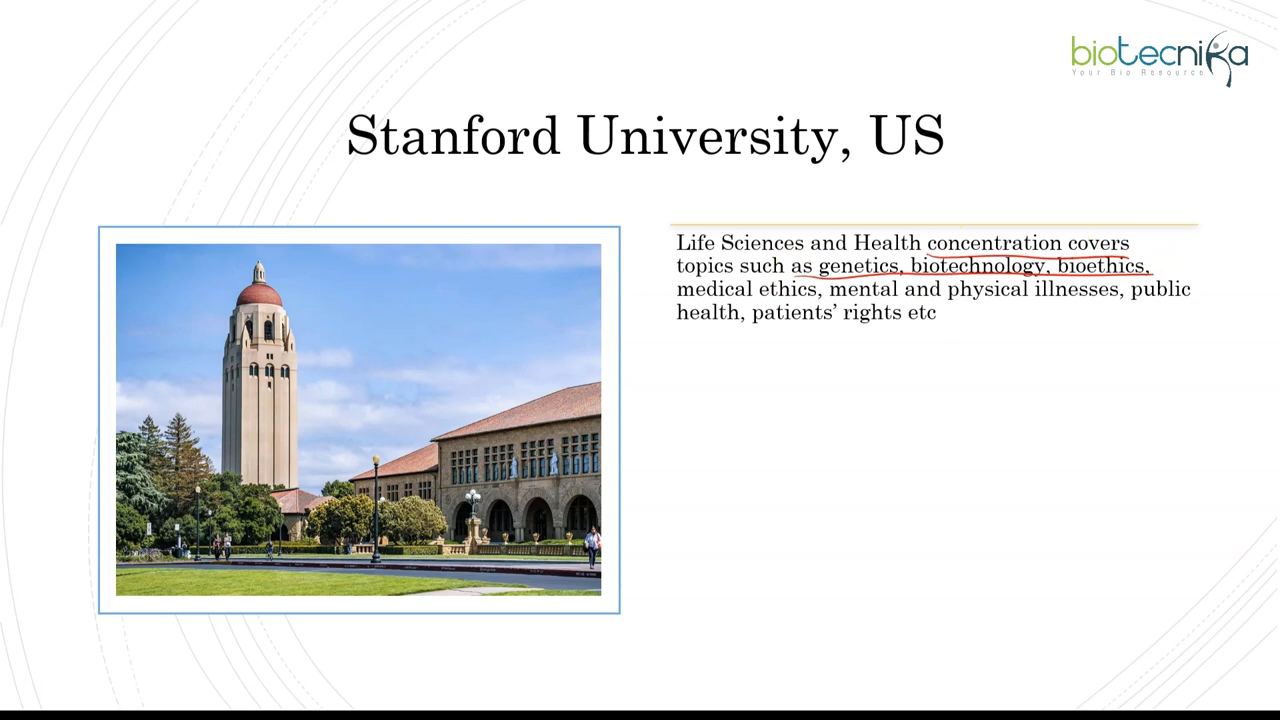 biotecnika
Your Bio Resource
Stanford University, US
Life Sciences and Health concentration covers
topics such as genetics, biotechnology, bioethics,
medical ethics, mental and physical illnesses, public
health, patients’ rights etc